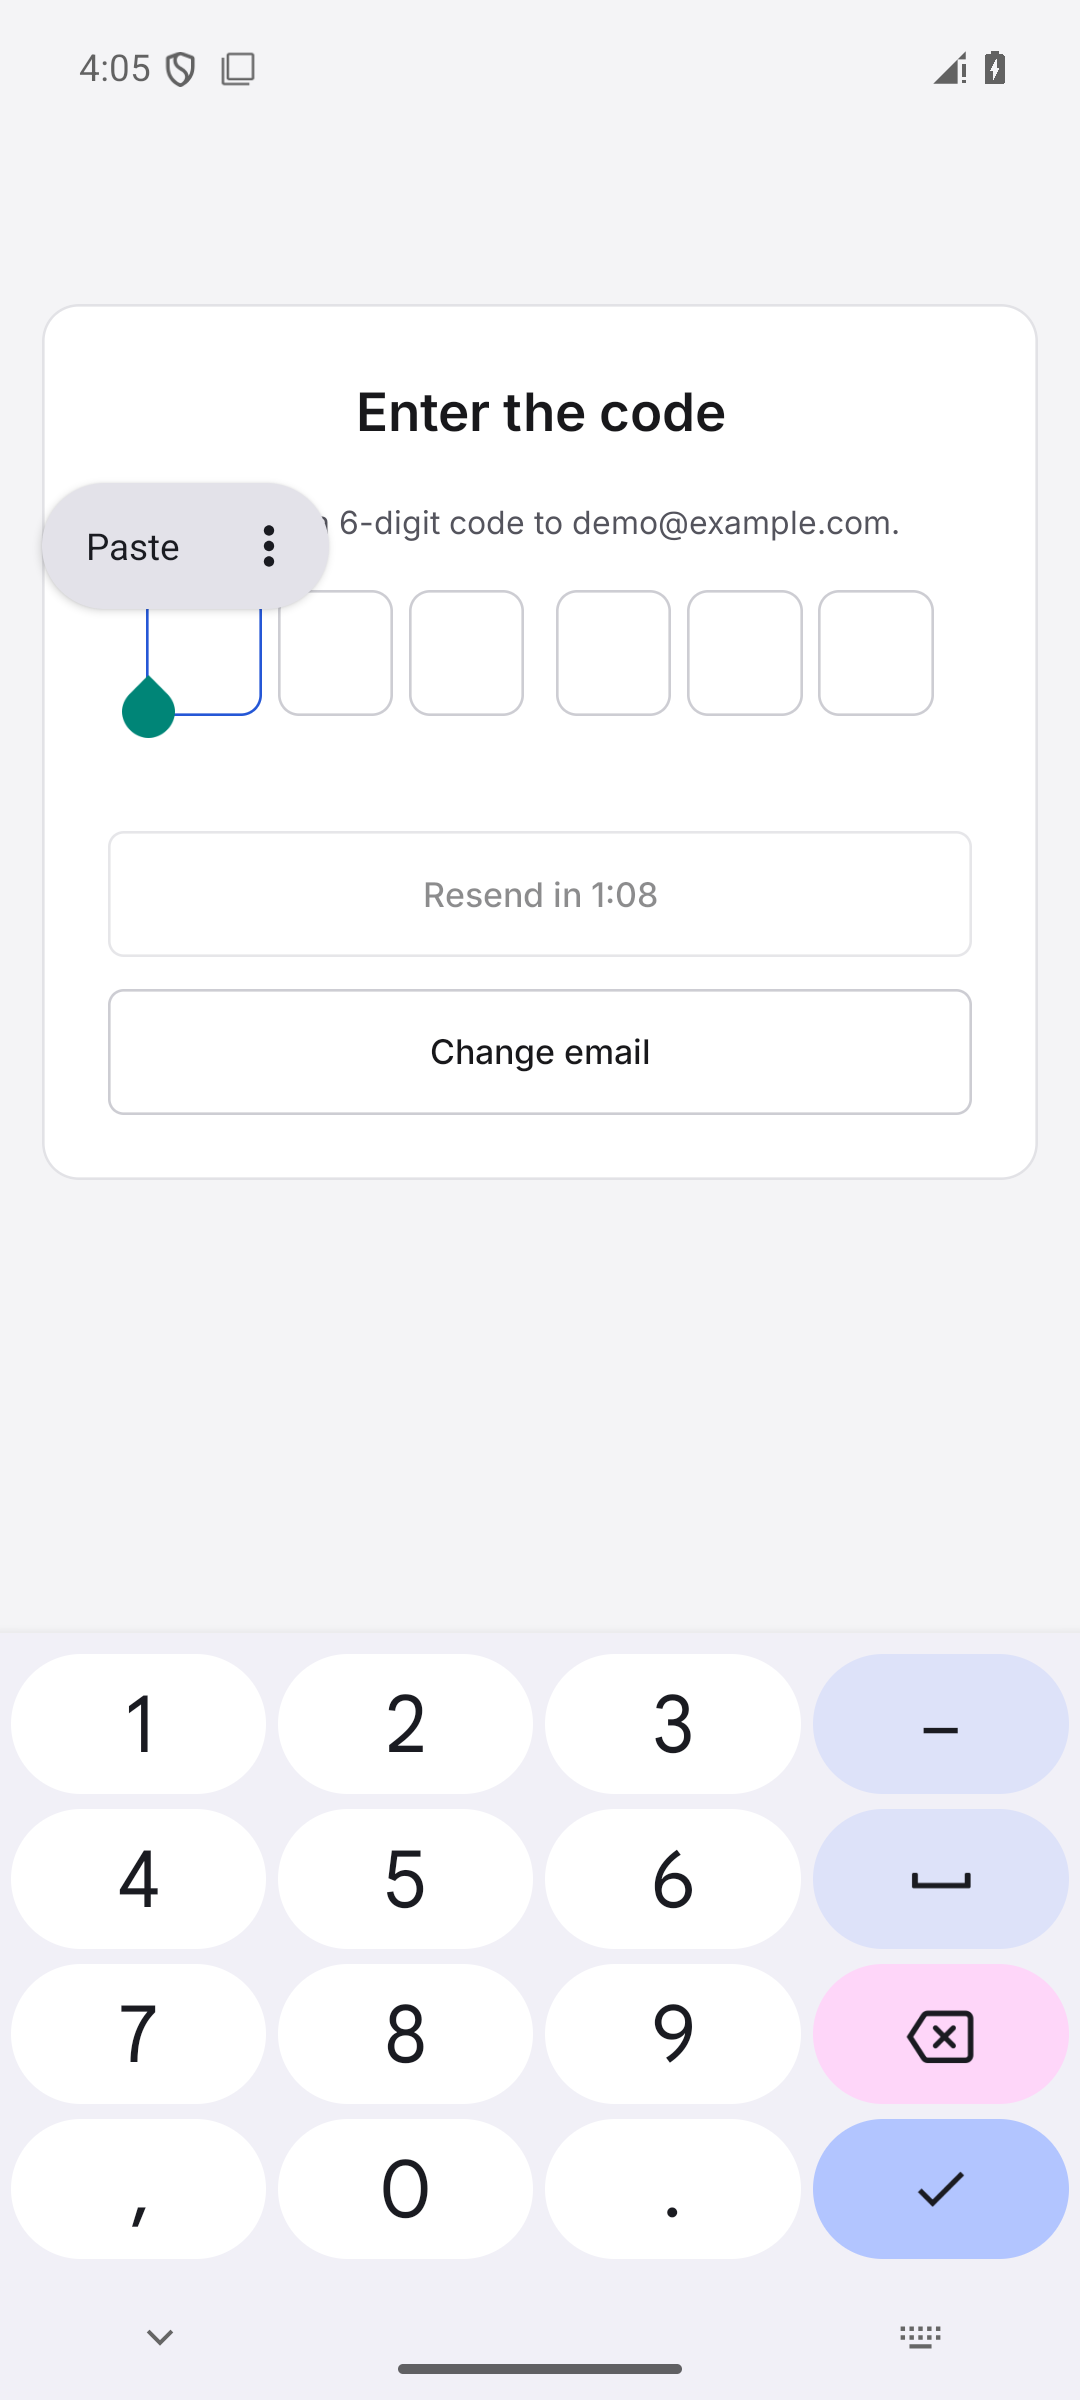 4:05
Enter the code
6-digit code to demo@example.com.
Paste
Resend in 1:08
Change email
1 2 3 –
4 5 6
7 8 9
, 0 .